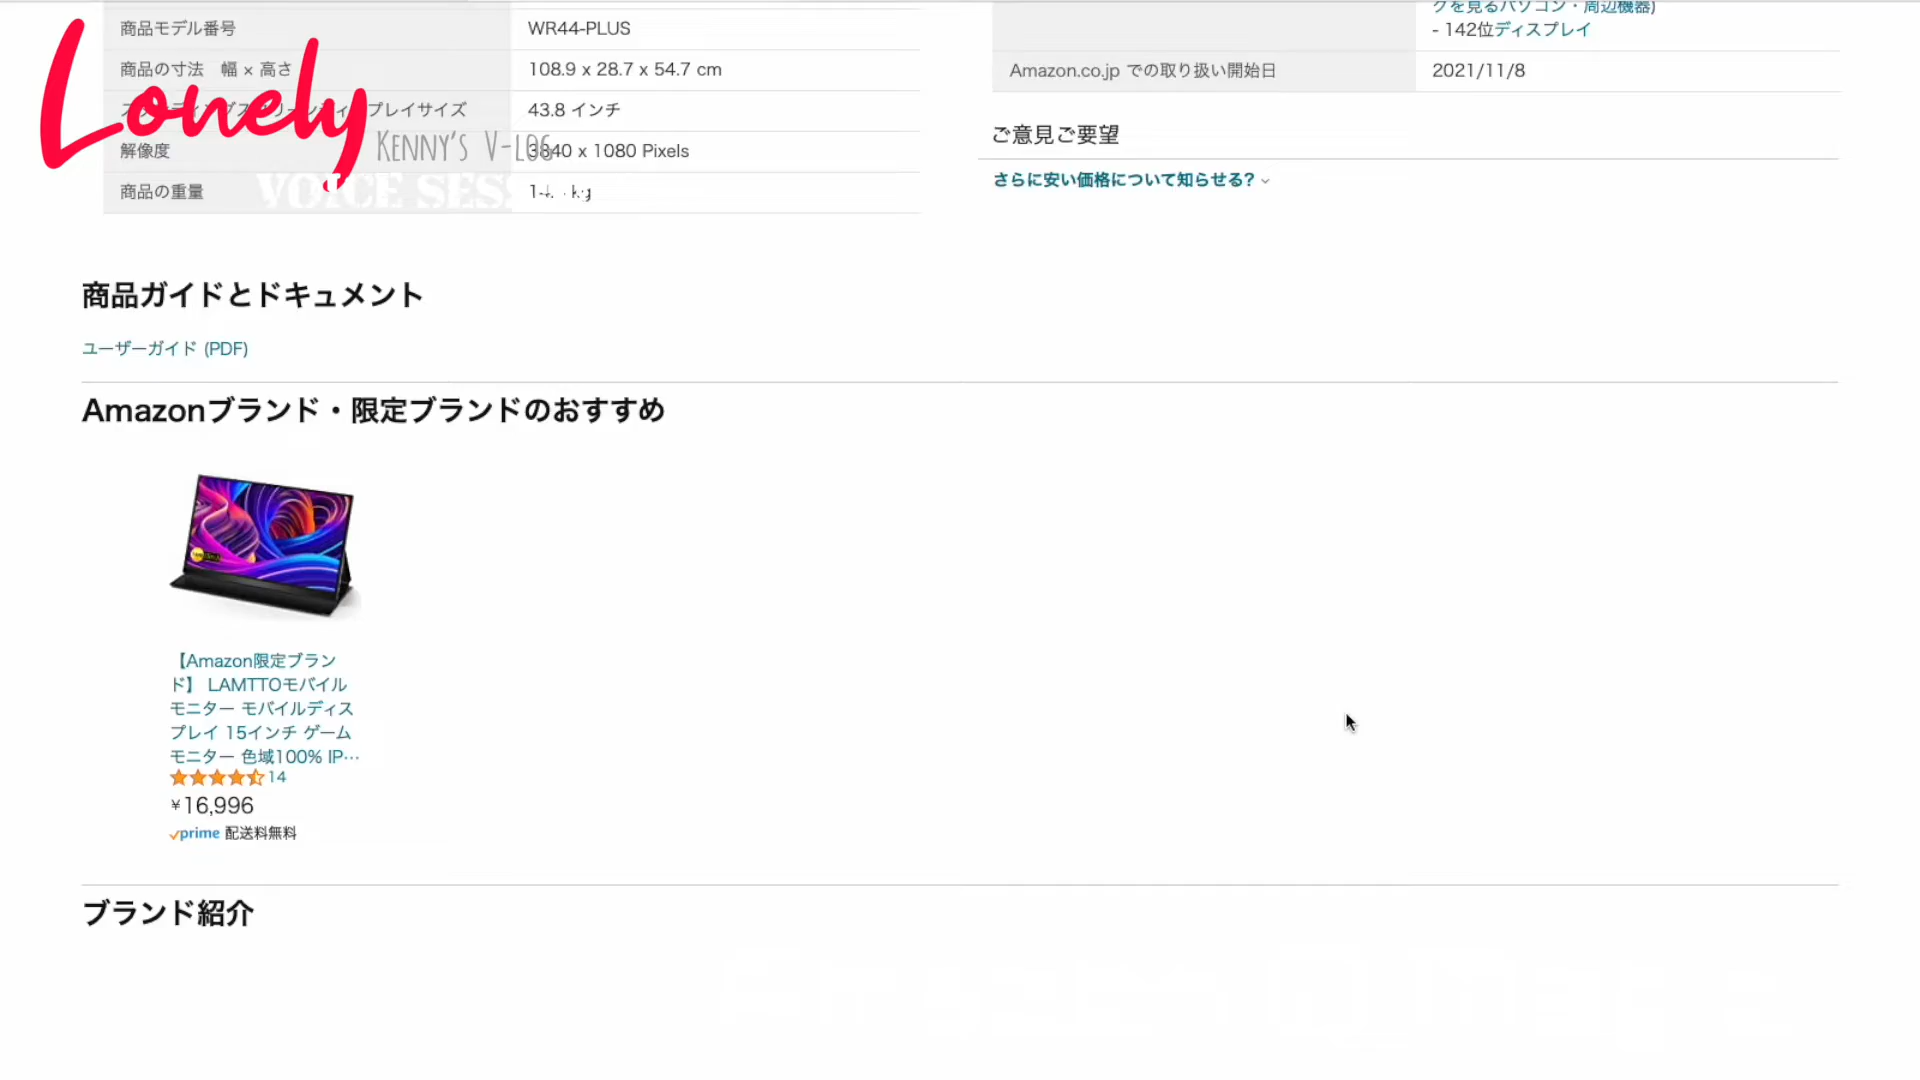 商品モデル番号 WR44-PLUS
商品の寸法 幅 × 高さ 108.9 x 28.7 x 54.7 cm
プレイサイズ 43.8 インチ
解像度 3840 x 1080 Pixels
商品の重量 kg
Lonely
KENNY'S V-LOG
VOICE SESS
クを見るパソコン・周辺機器)
- 142位ディスプレイ
Amazon.co.jp での取り扱い開始日 2021/11/8
ご意見ご要望
さらに安い価格について知らせる?
商品ガイドとドキュメント
ユーザーガイド (PDF)
Amazonブランド・限定ブランドのおすすめ
【Amazon限定ブラン
ド】 LAMTTOモバイル
モニター モバイルディス
プレイ 15インチ ゲーム
モニター 色域100% IP…
14
¥16,996
prime 配送料無料
ブランド紹介